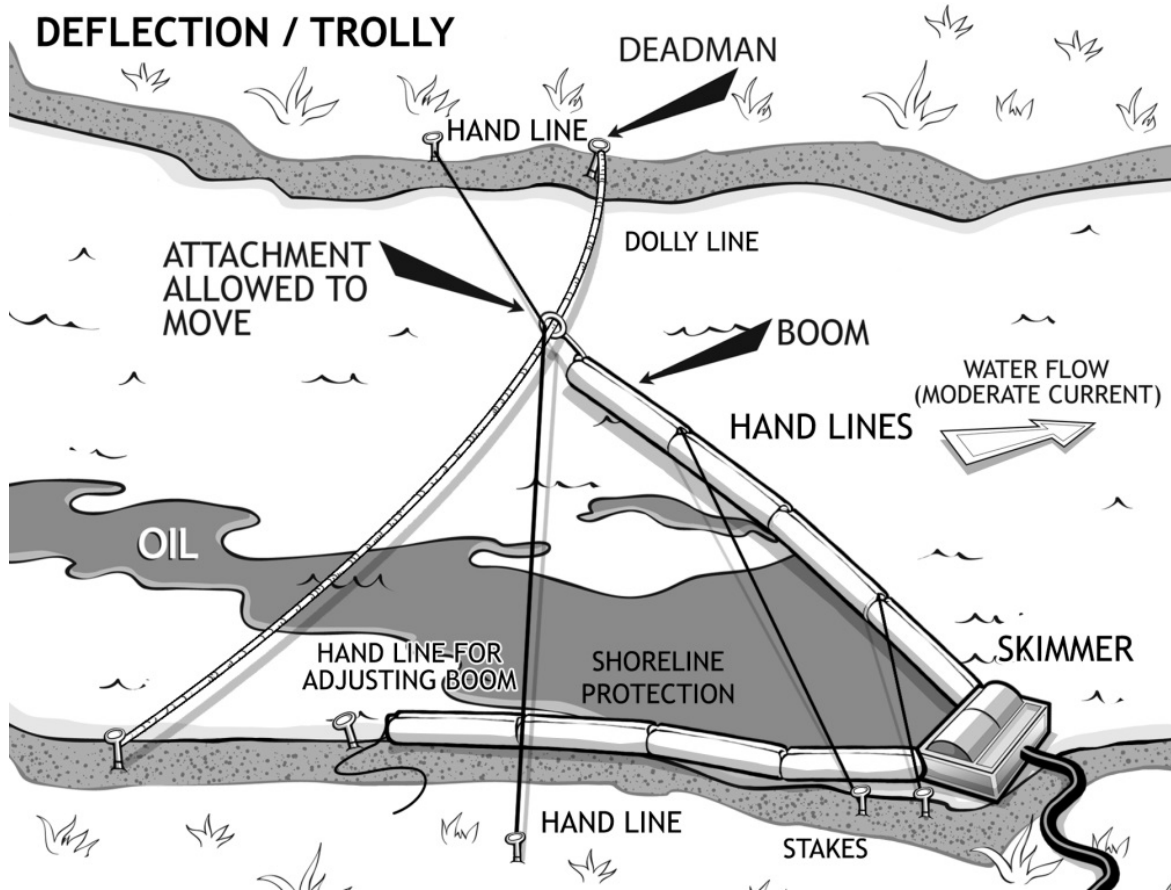 DEFLECTION / TROLLY
DEADMAN
HAND LINE
DOLLY LINE
ATTACHMENT
ALLOWED TO
MOVE
BOOM
WATER FLOW
(MODERATE CURRENT)
HAND LINES
OIL
SKIMMER
HAND LINE FOR
ADJUSTING BOOM
SHORELINE
PROTECTION
HAND LINE
STAKES